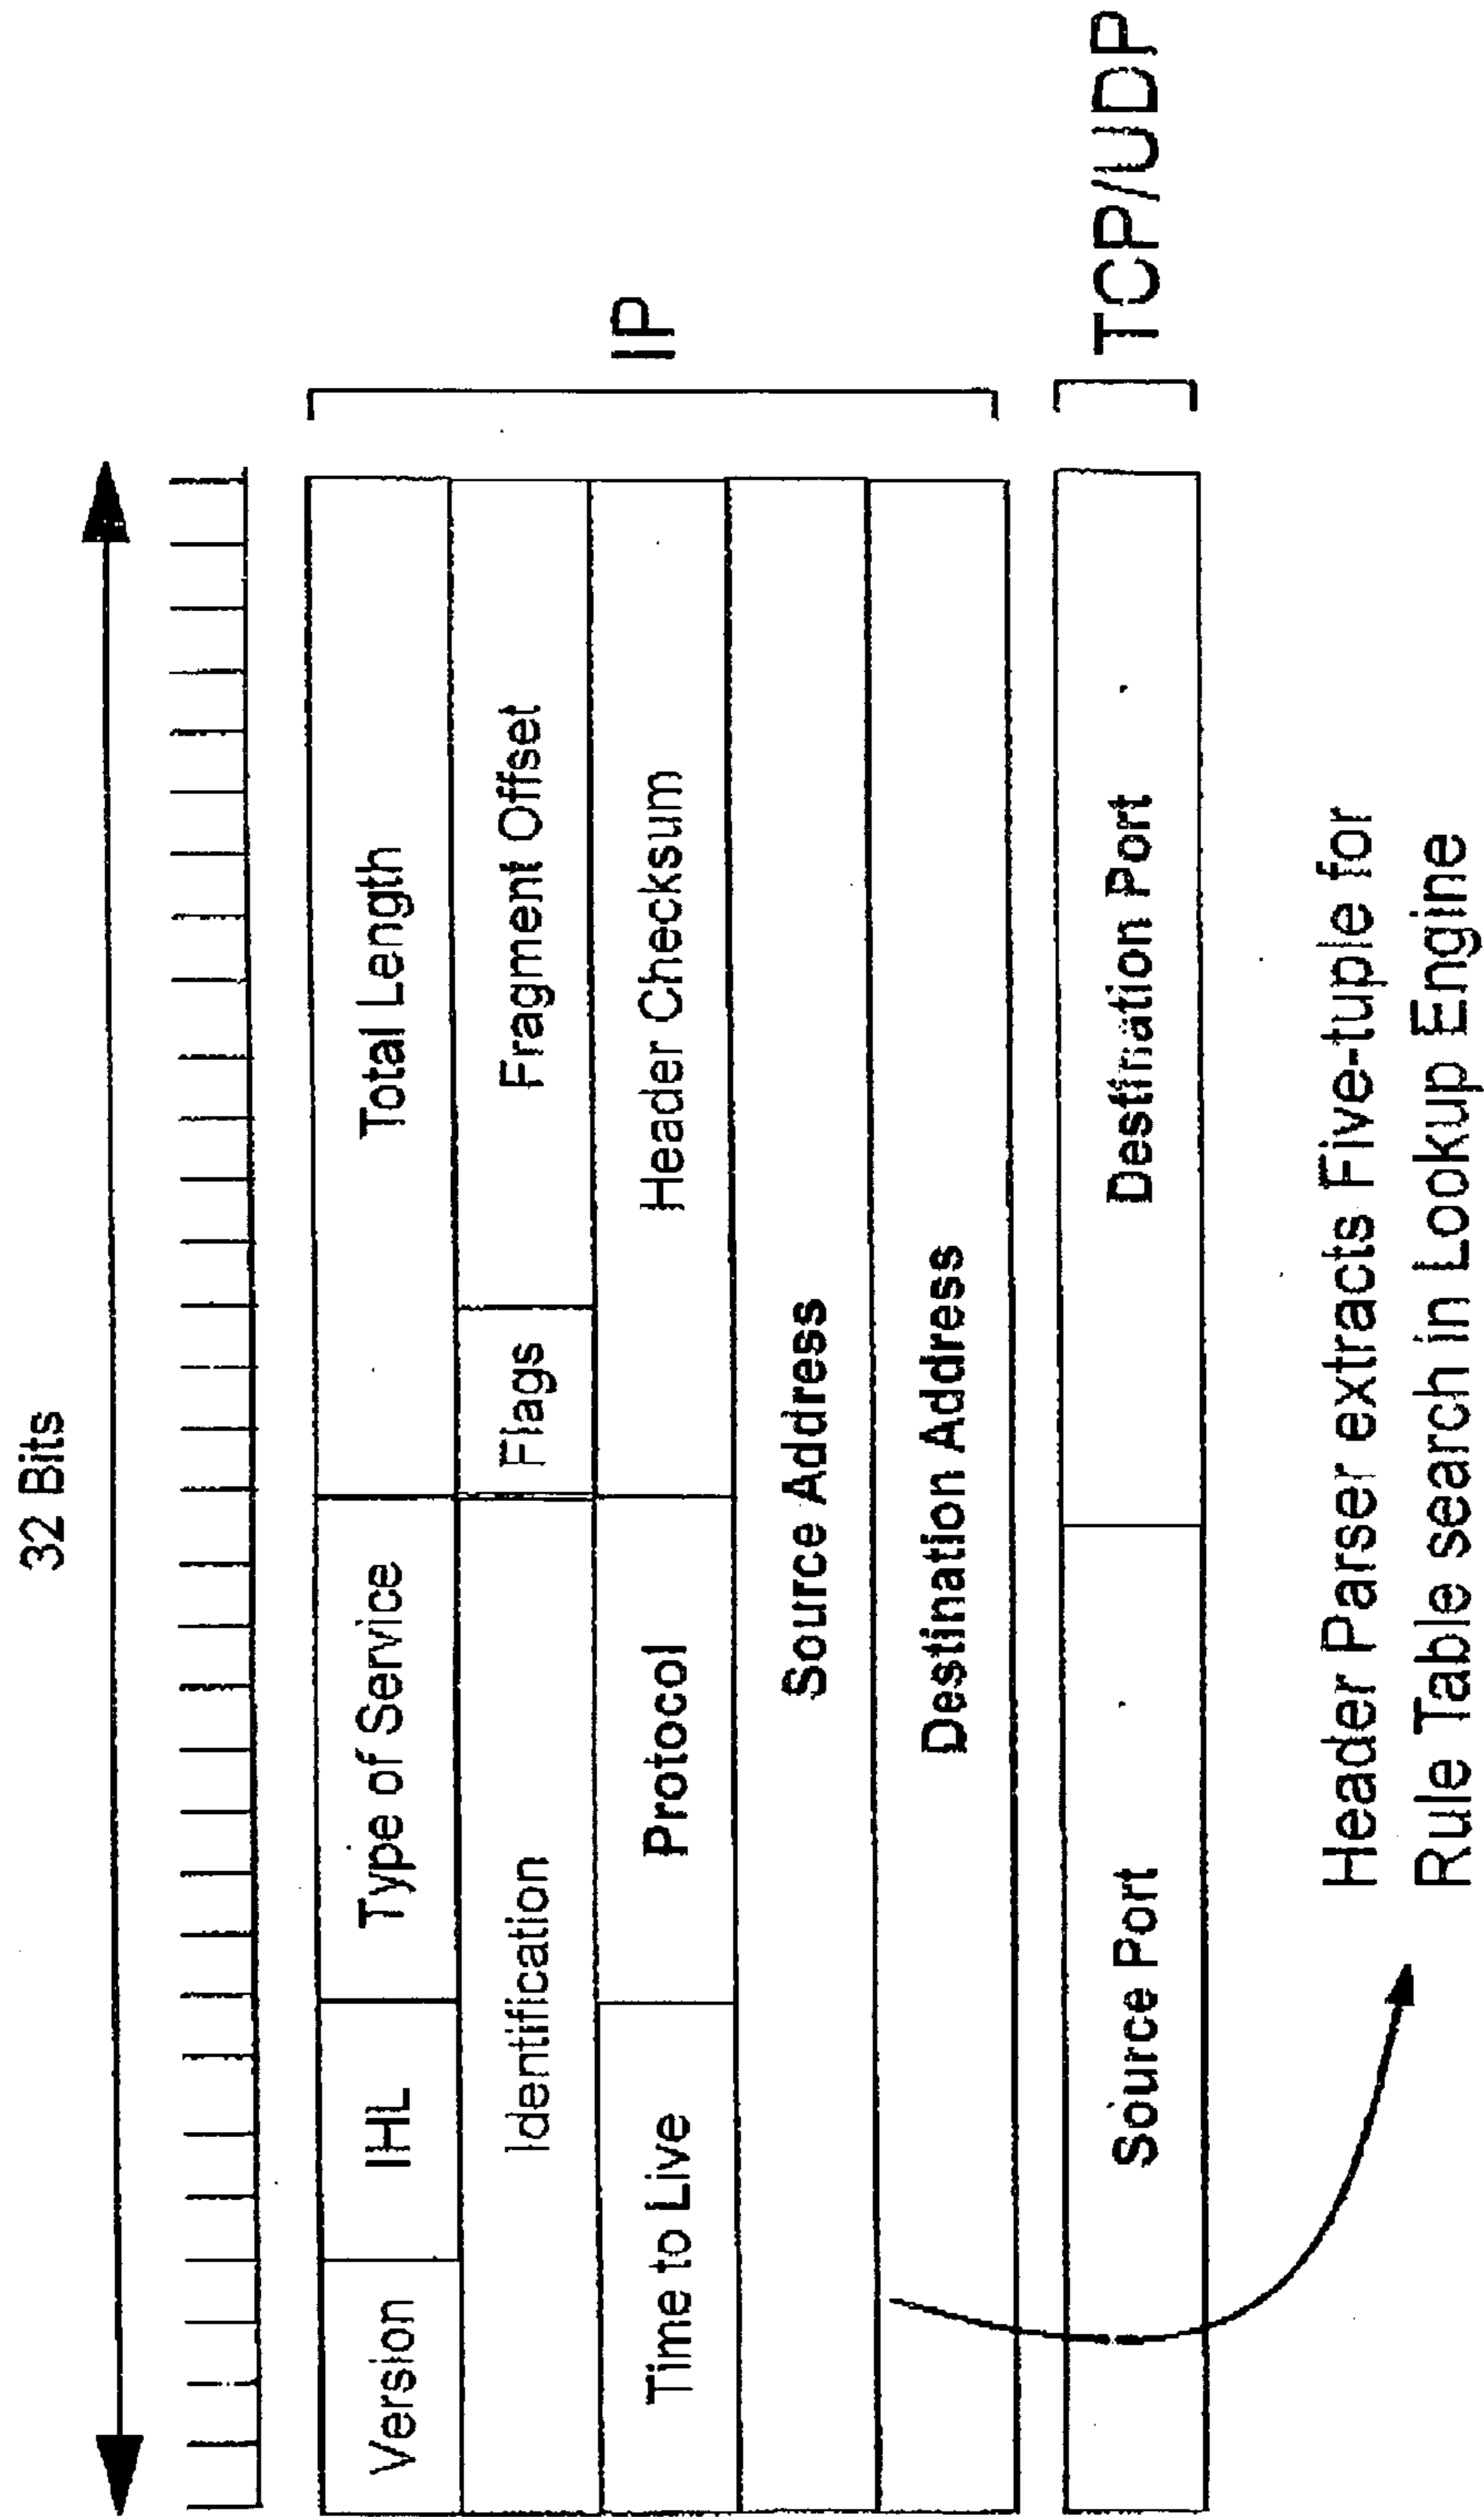 32 Bits
Version IHL Type of Service Total Length
Identification Flags Fragment Offset
Time to Live Protocol Header Checksum
Source Address
Destination Address
IP
Source Port Destination Port
TCP/UDP
Header Parser extracts Five-tuple for
Rule Table search in Lookup Engine